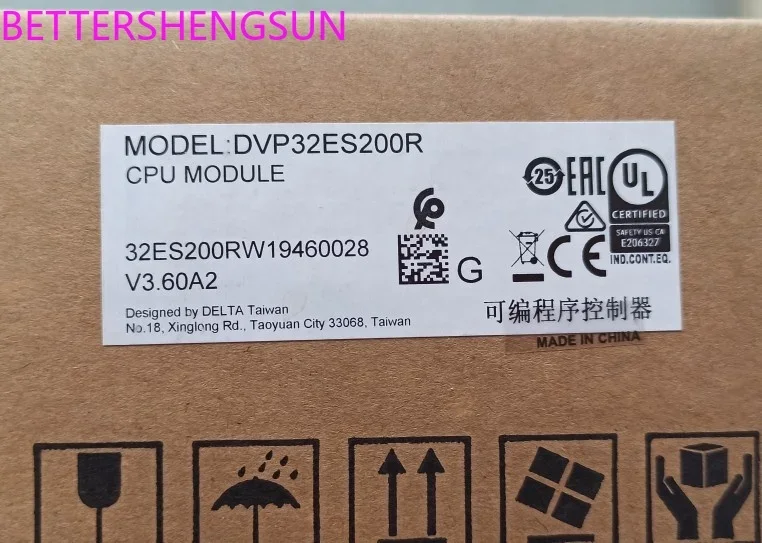 BETTERSHENGSUN
MODEL:DVP32ES200R
CPU MODULE
25 EAC UL
CERTIFIED
SAFETY US CA
E206327
IND.CONT.EQ.
CE
32ES200RW19460028
G
V3.60A2
Designed by DELTA Taiwan
No.18, Xinglong Rd., Taoyuan City 33068, Taiwan
可编程序控制器
MADE IN CHINA